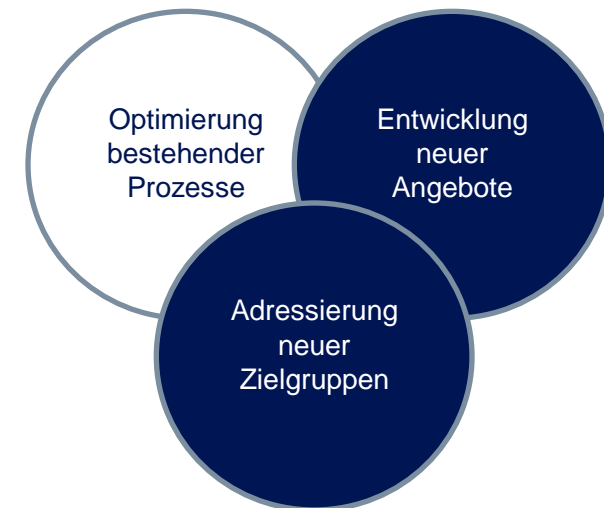 Optimierung
bestehender
Prozesse
Entwicklung
neuer
Angebote
Adressierung
neuer
Zielgruppen